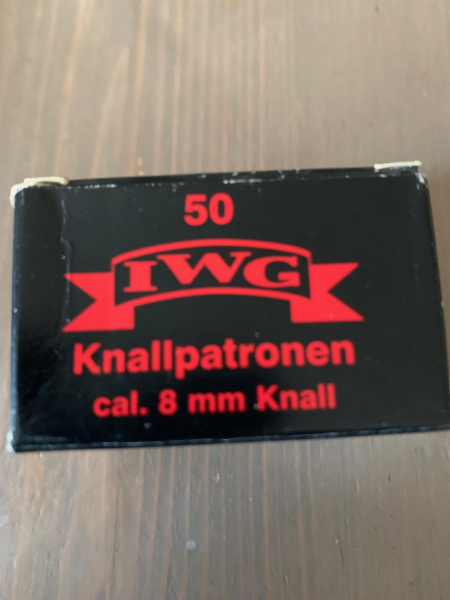 50
IWG
Knallpatronen
cal. 8 mm Knall